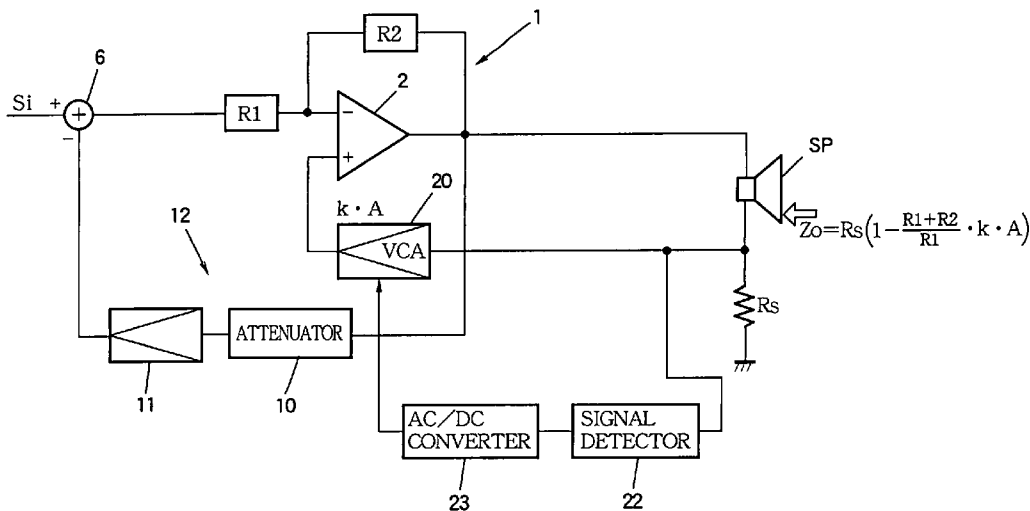 1
R2
6
2
Si
+
+
−
R1
−
+
SP
20
k · A
12
VCA
Zo=Rs(1−R1+R2/R1·k·A)
Rs
ATTENUATOR
11
10
AC/DC
CONVERTER
SIGNAL
DETECTOR
23
22